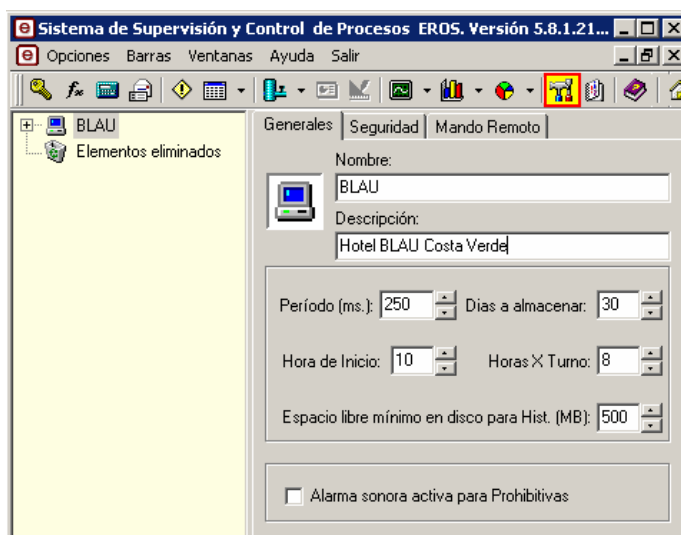 Sistema de Supervisión y Control de Procesos EROS. Versión 5.8.1.21...
Opciones Barras Ventanas Ayuda Salir
BLAU
Elementos eliminados
Generales Seguridad Mando Remoto
Nombre:
BLAU
Descripción:
Hotel BLAU Costa Verde
Período (ms.): 250 Dias a almacenar: 30
Hora de Inicio: 10 Horas X Turno: 8
Espacio libre mínimo en disco para Hist. (MB): 500
Alarma sonora activa para Prohibitivas